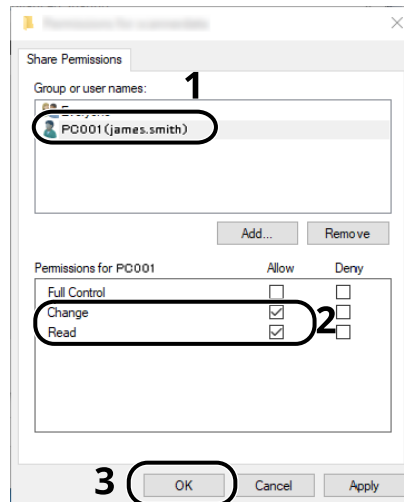 Share Permissions
1
Group or user names:
Everyone
PC001(james.smith)
Add... Remove
Permissions for PC001 Allow Deny
Full Control
Change
2
Read
3
OK Cancel Apply